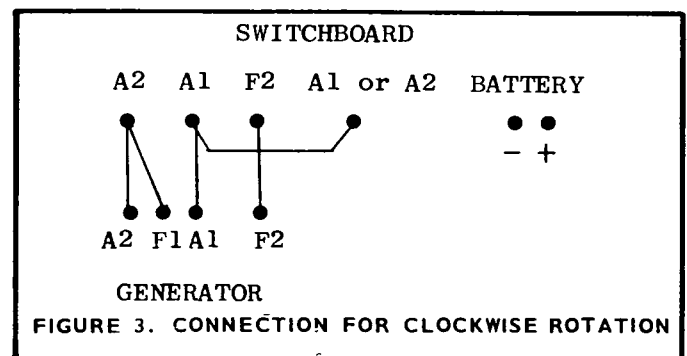 SWITCHBOARD
A2 A1 F2 A1 or A2 BATTERY
- +
A2 F1 A1 F2
GENERATOR
FIGURE 3. CONNECTION FOR CLOCKWISE ROTATION